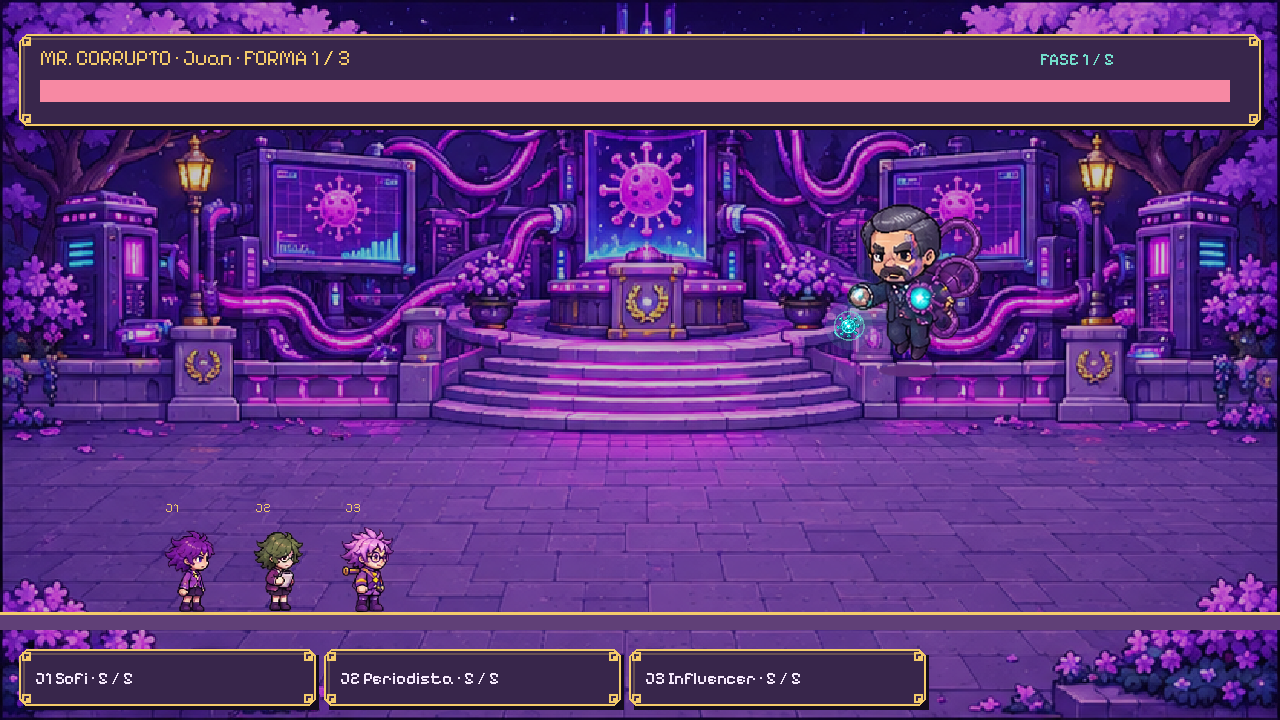 MR. CORRUPTO · Juan · FORMA 1 / 3
FASE 1 / 5
J1
J2
J3
J1 Sofi · 5 / 5
J2 Periodista · 5 / 5
J3 Influencer · 5 / 5